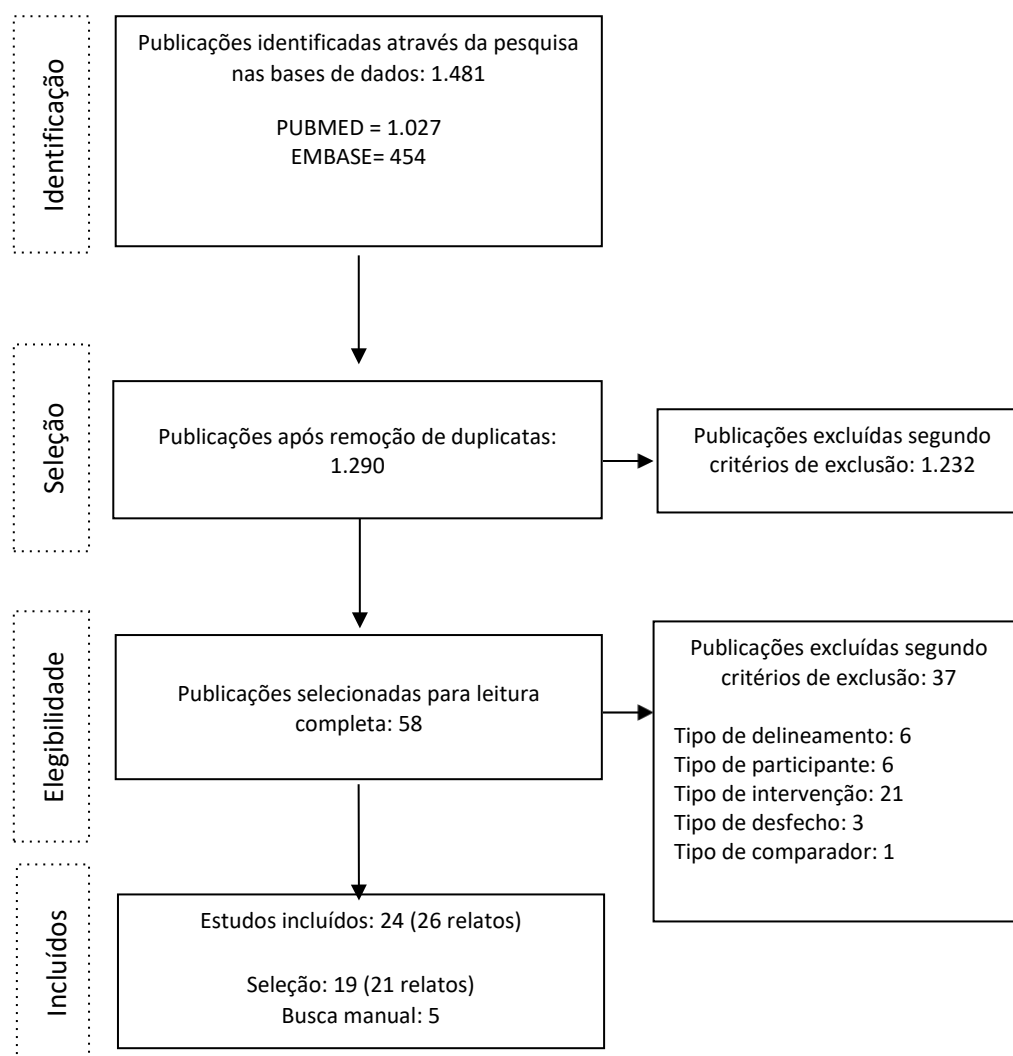 Identificação
Publicações identificadas através da pesquisa
nas bases de dados: 1.481
PUBMED = 1.027
EMBASE= 454
Seleção
Publicações após remoção de duplicatas:
1.290
Publicações excluídas segundo
critérios de exclusão: 1.232
Elegibilidade
Publicações selecionadas para leitura
completa: 58
Publicações excluídas segundo
critérios de exclusão: 37
Tipo de delineamento: 6
Tipo de participante: 6
Tipo de intervenção: 21
Tipo de desfecho: 3
Tipo de comparador: 1
Incluídos
Estudos incluídos: 24 (26 relatos)
Seleção: 19 (21 relatos)
Busca manual: 5